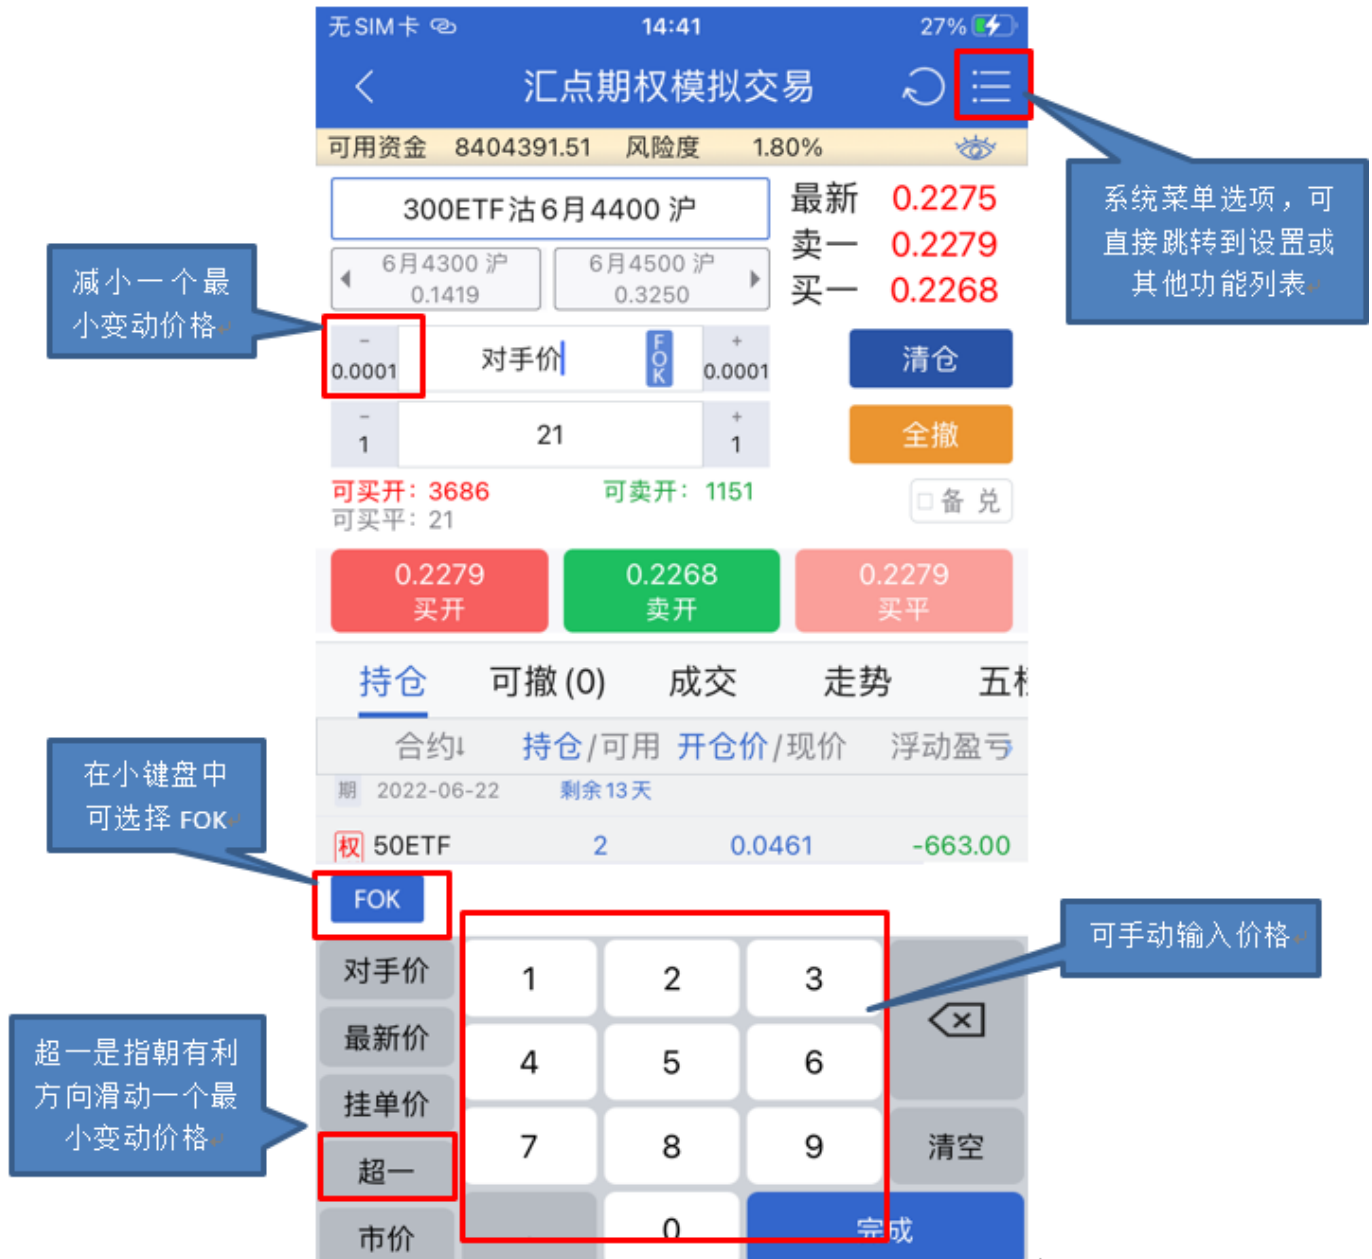 无SIM卡 14:41 27%
汇点期权模拟交易
可用资金 8404391.51 风险度 1.80%
300ETF沽6月4400 沪
最新 0.2275
卖一 0.2279
买一 0.2268
6月4300 沪
0.1419
6月4500 沪
0.3250
−
0.0001
对手价
FOK
+
0.0001
清仓
−
1
21
+
1
全撤
可买开：3686 可卖开：1151
可买平：21
备 兑
0.2279
买开
0.2268
卖开
0.2279
买平
持仓 可撤(0) 成交 走势 五
合约 持仓/可用 开仓价/现价 浮动盈亏
期 2022-06-22 剩余13天
权 50ETF 2 0.0461 -663.00
FOK
对手价 1 2 3
最新价 4 5 6
挂单价
7 8 9 清空
超一
市价 0 完成
系统菜单选项，可
直接跳转到设置或
其他功能列表
减小一个最
小变动价格
在小键盘中
可选择 FOK
可手动输入价格
超一是指朝有利
方向滑动一个最
小变动价格